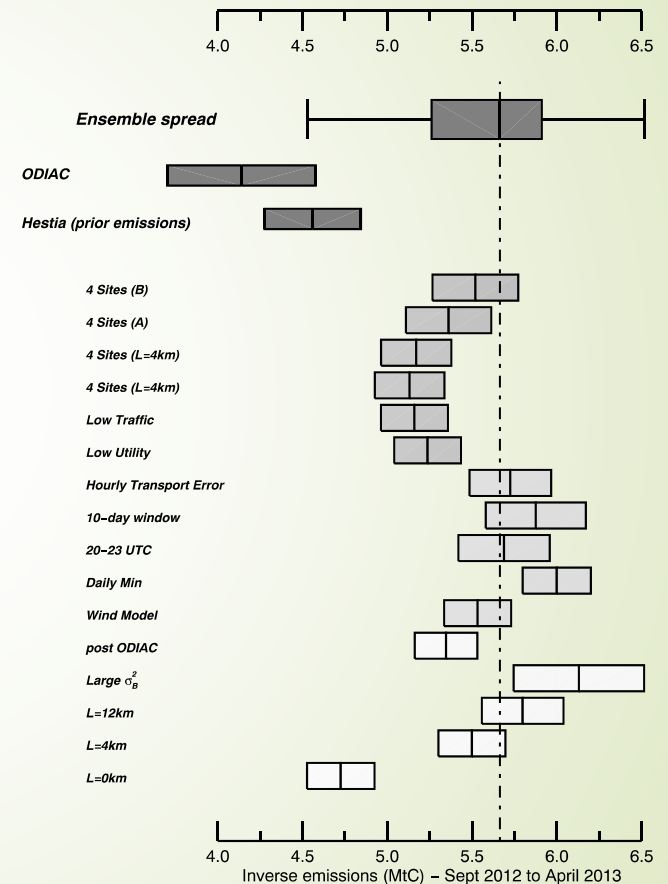 4.0 4.5 5.0 5.5 6.0 6.5
Ensemble spread
ODIAC
Hestia (prior emissions)
4 Sites (B)
4 Sites (A)
4 Sites (L=4km)
4 Sites (L=4km)
Low Traffic
Low Utility
Hourly Transport Error
10−day window
20−23 UTC
Daily Min
Wind Model
post ODIAC
Large σ²_B
L=12km
L=4km
L=0km
4.0 4.5 5.0 5.5 6.0 6.5
Inverse emissions (MtC) − Sept 2012 to April 2013